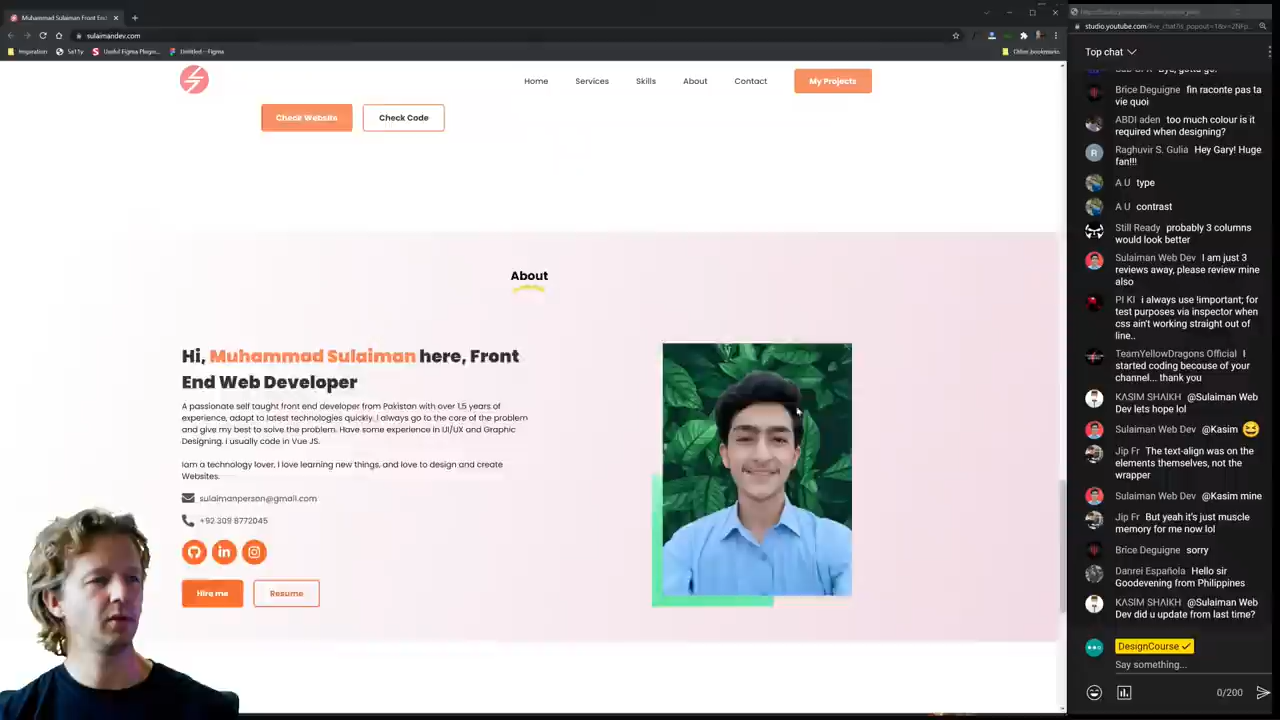 Muhammad Sulaiman Front End
sulaimandev.com
Inspiration
Sa11y
Useful Figma Plugin...
Untitled - Figma
Other bookmarks
Home
Services
Skills
About
Contact
My Projects
Check Website
Check Code
About
Hi, Muhammad Sulaiman here, Front
End Web Developer
A passionate self taught front end developer from Pakistan with over 1.5 years of
experience, adapt to latest technologies quickly. I always go to the core of the problem
and give my best to solve the problem. Have some experience in UI/UX and Graphic
Designing. i usually code in Vue JS.
Iam a technology lover, I love learning new things, and love to design and create
Websites.
sulaimanperson@gmail.com
+92 309 8772045
Hire me
Resume
studio.youtube.com/live_chat?is_popout=1&v=ZNFp...
Top chat
Bye, gotta go!
Brice Deguigne fin raconte pas ta
vie quoi
ABDI aden too much colour is it
required when designing?
Raghuvir S. Gulia Hey Gary! Huge
fan!!!
A U type
A U contrast
Still Ready probably 3 columns
would look better
Sulaiman Web Dev I am just 3
reviews away, please review mine
also
PI KI i always use !important; for
test purposes via inspector when
css ain't working straight out of
line..
TeamYellowDragons Official I
started coding becouse of your
channel... thank you
KASIM SHAIKH @Sulaiman Web
Dev lets hope lol
Sulaiman Web Dev @Kasim 😆
Jip Fr The text-align was on the
elements themselves, not the
wrapper
Sulaiman Web Dev @Kasim mine
Jip Fr But yeah it's just muscle
memory for me now lol
Brice Deguigne sorry
Danrei Española Hello sir
Goodevening from Philippines
KASIM SHAIKH @Sulaiman Web
Dev did u update from last time?
DesignCourse
Say something...
0/200